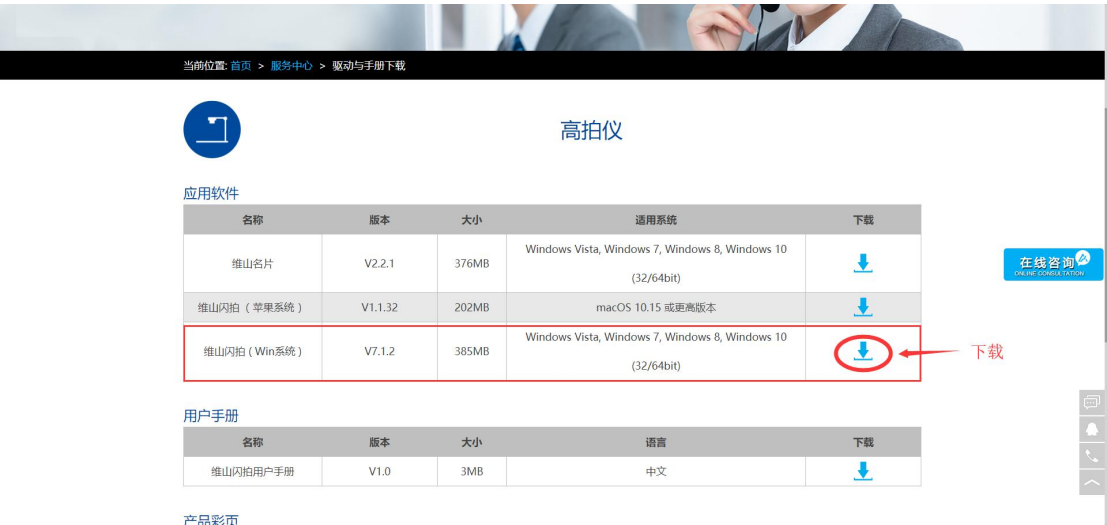 当前位置: 首页 > 服务中心 > 驱动与手册下载
高拍仪
应用软件
名称 版本 大小 适用系统 下载
维山名片 V2.2.1 376MB Windows Vista, Windows 7, Windows 8, Windows 10
(32/64bit)
在线咨询
ONLINE CONSULTATION
维山闪拍 ( 苹果系统 ) V1.1.32 202MB macOS 10.15 或更高版本
维山闪拍 ( Win系统 ) V7.1.2 385MB Windows Vista, Windows 7, Windows 8, Windows 10
(32/64bit)
下载
用户手册
名称 版本 大小 语言 下载
维山闪拍用户手册 V1.0 3MB 中文
产品彩页